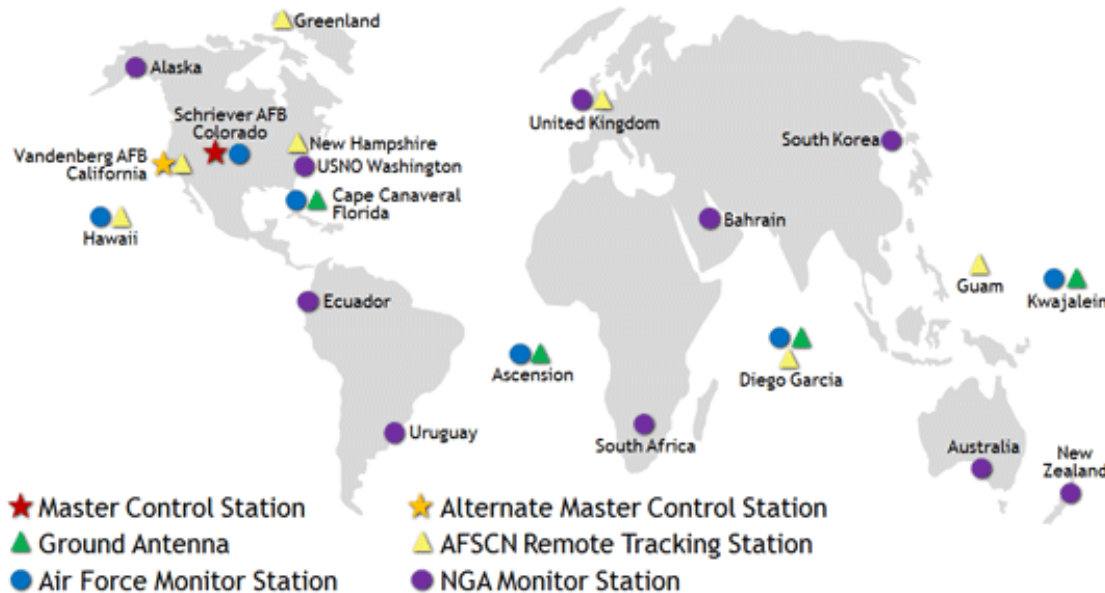 Greenland
Alaska
Schriever AFB
Colorado
New Hampshire
Vandenberg AFB
California
USNO Washington
Cape Canaveral
Florida
Hawaii
United Kingdom
South Korea
Bahrain
Guam
Kwajalein
Ecuador
Ascension
Diego Garcia
Uruguay
South Africa
Australia
New
Zealand
Master Control Station
Alternate Master Control Station
Ground Antenna
AFSCN Remote Tracking Station
Air Force Monitor Station
NGA Monitor Station